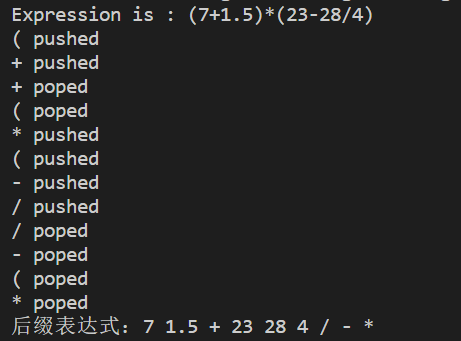 Expression is : (7+1.5)*(23-28/4)
( pushed
+ pushed
+ poped
( poped
* pushed
( pushed
- pushed
/ pushed
/ poped
- poped
( poped
* poped
后缀表达式: 7 1.5 + 23 28 4 / - *